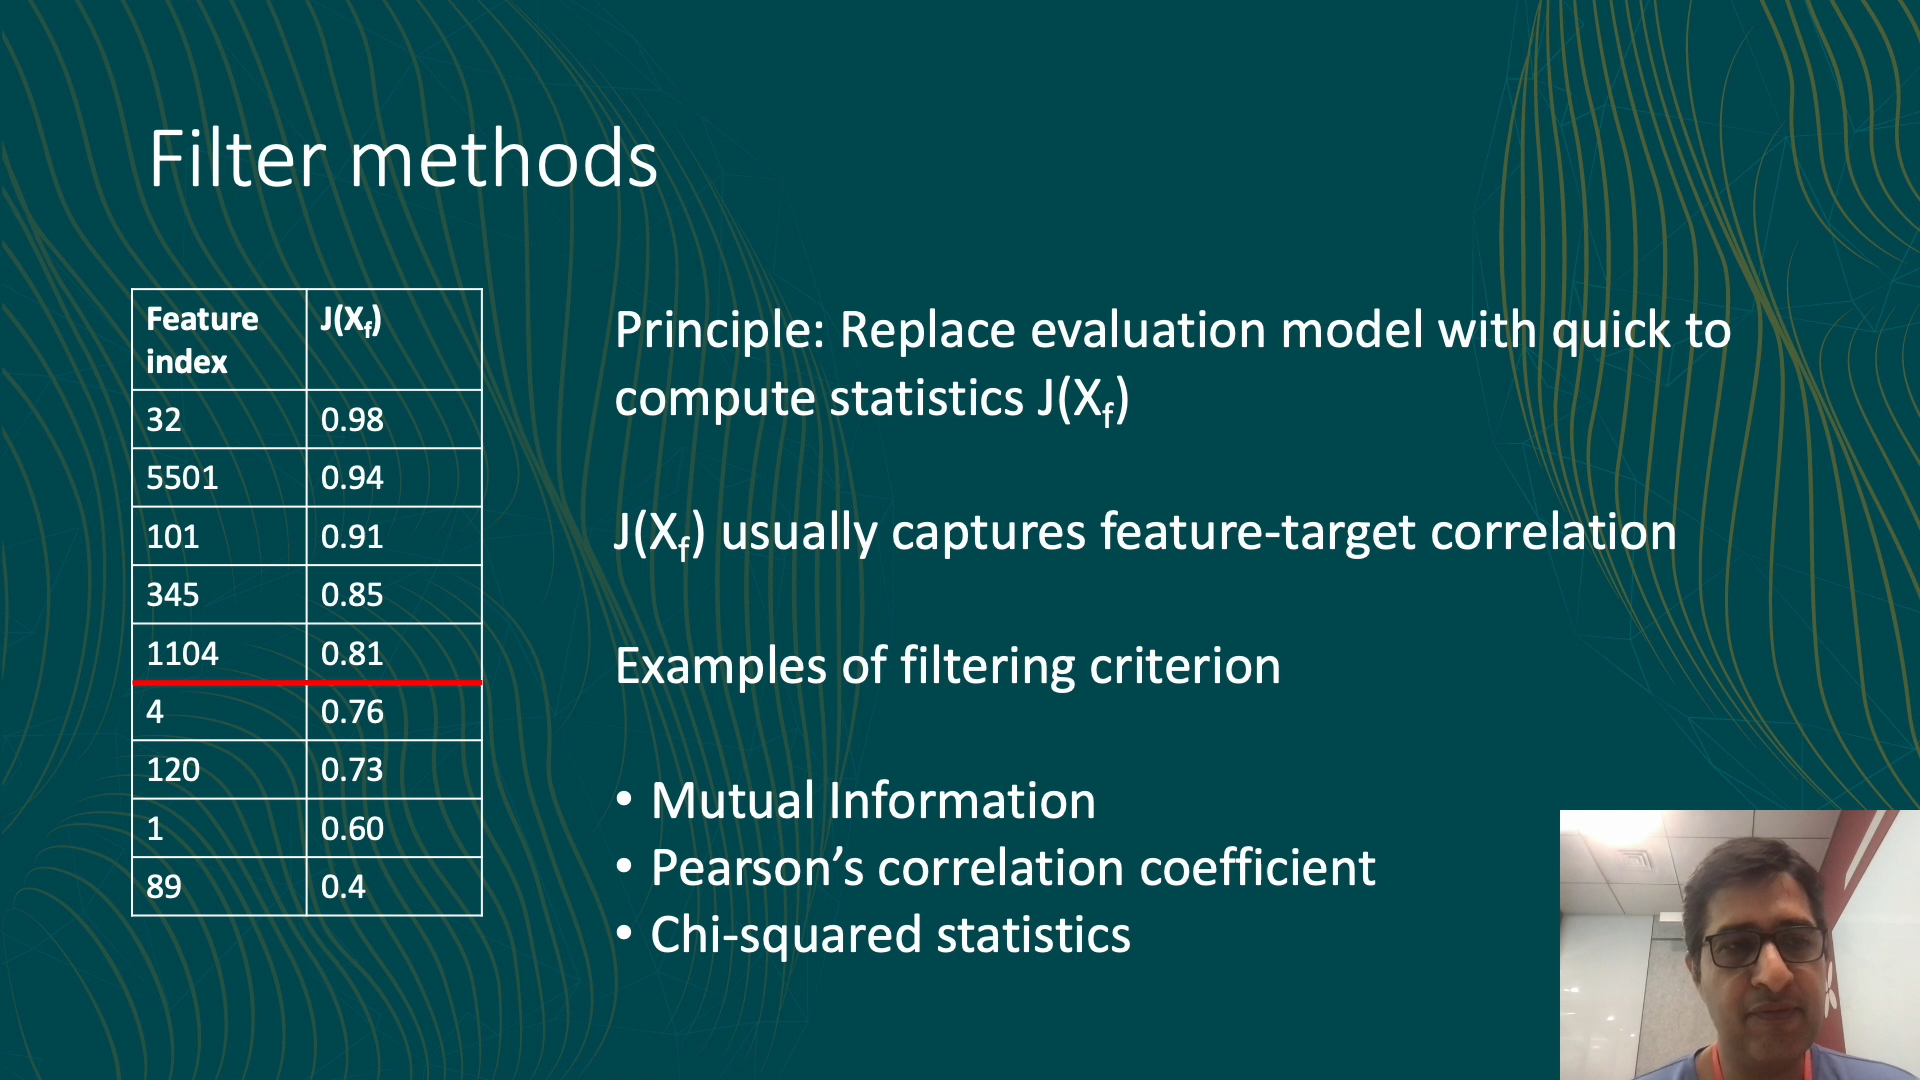 Filter methods
Feature index J(Xf)
32 0.98
5501 0.94
101 0.91
345 0.85
1104 0.81
4 0.76
120 0.73
1 0.60
89 0.4
Principle: Replace evaluation model with quick to
compute statistics J(Xf)
J(Xf) usually captures feature-target correlation
Examples of filtering criterion
• Mutual Information
• Pearson’s correlation coefficient
• Chi-squared statistics